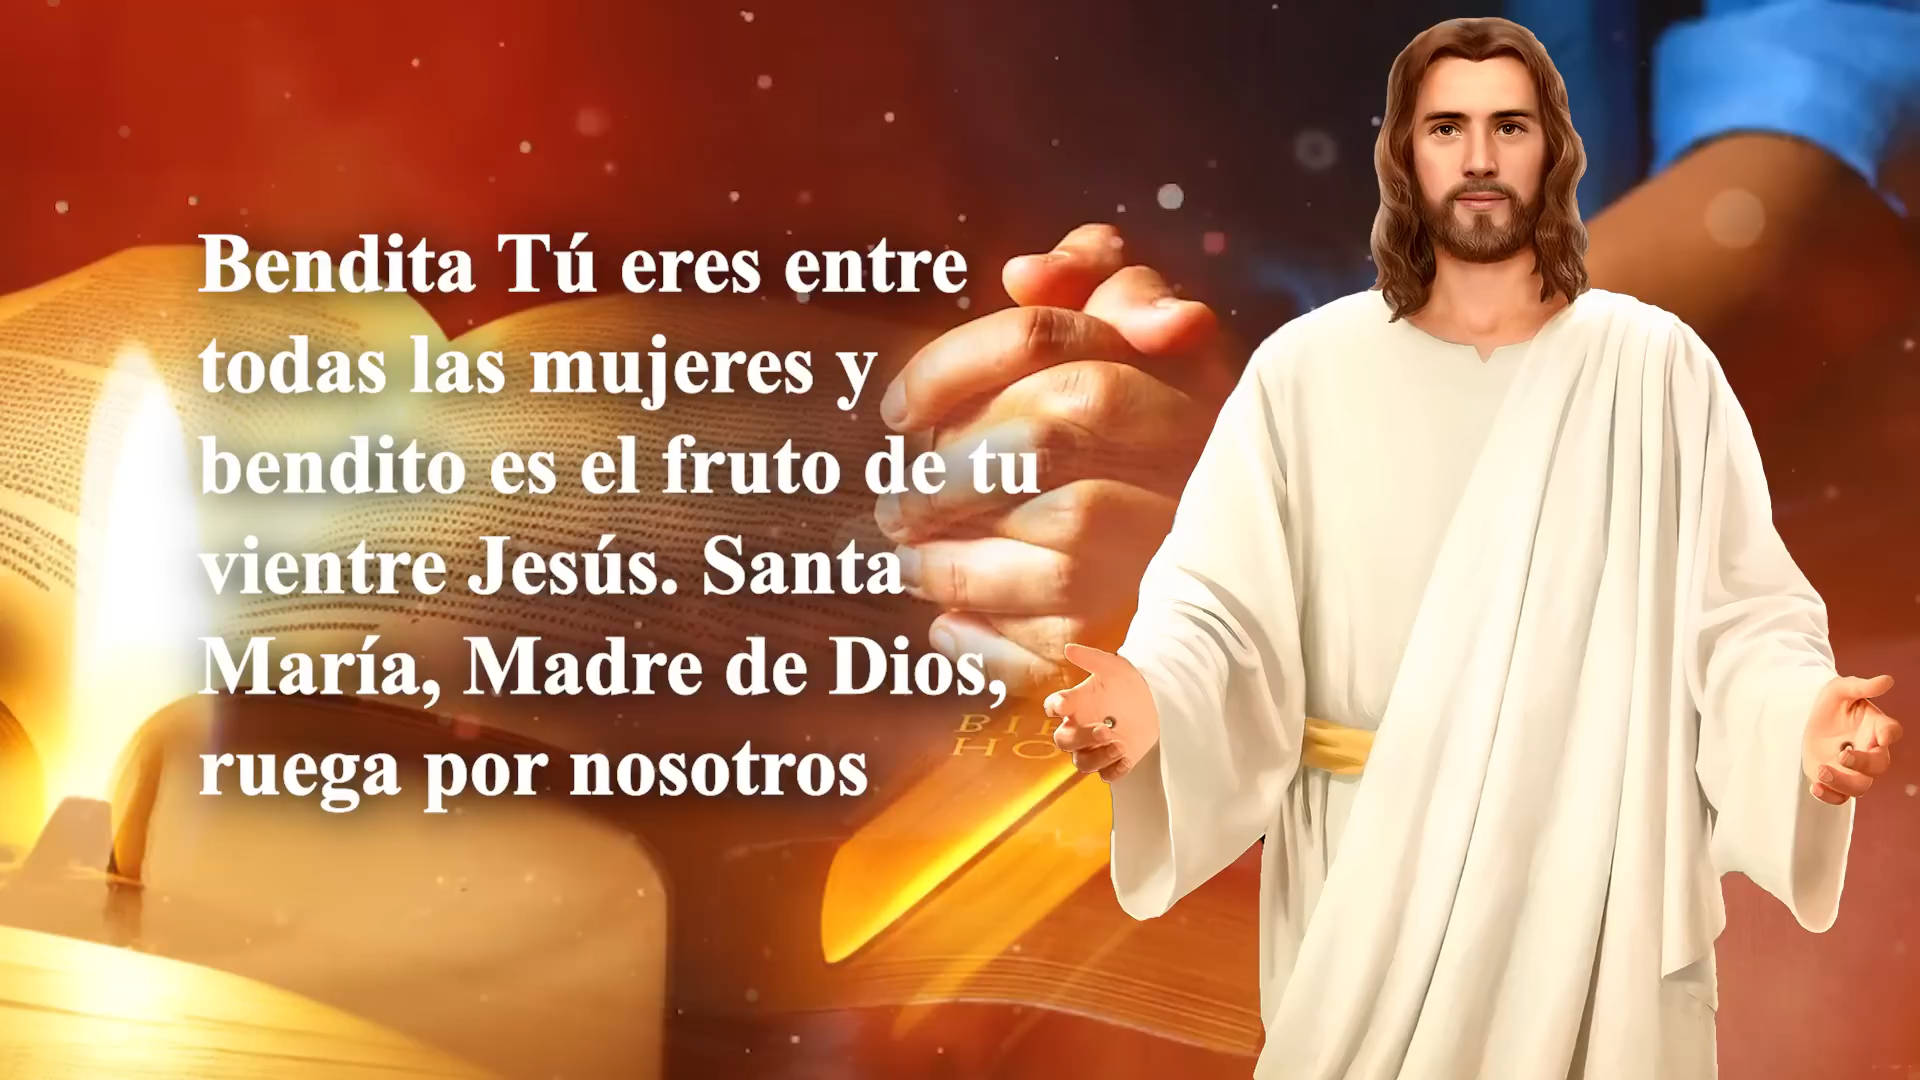 Bendita Tú eres entre
todas las mujeres y
bendito es el fruto de tu
vientre Jesús. Santa
María, Madre de Dios,
ruega por nosotros